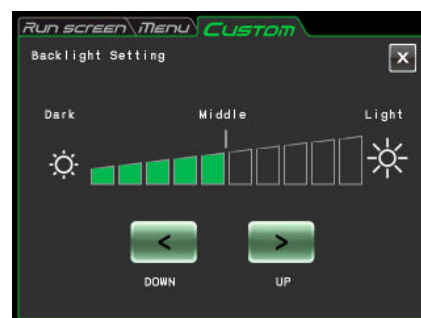 Run screen Menu Custom
Backlight Setting x
Dark Middle Light
< >
DOWN UP